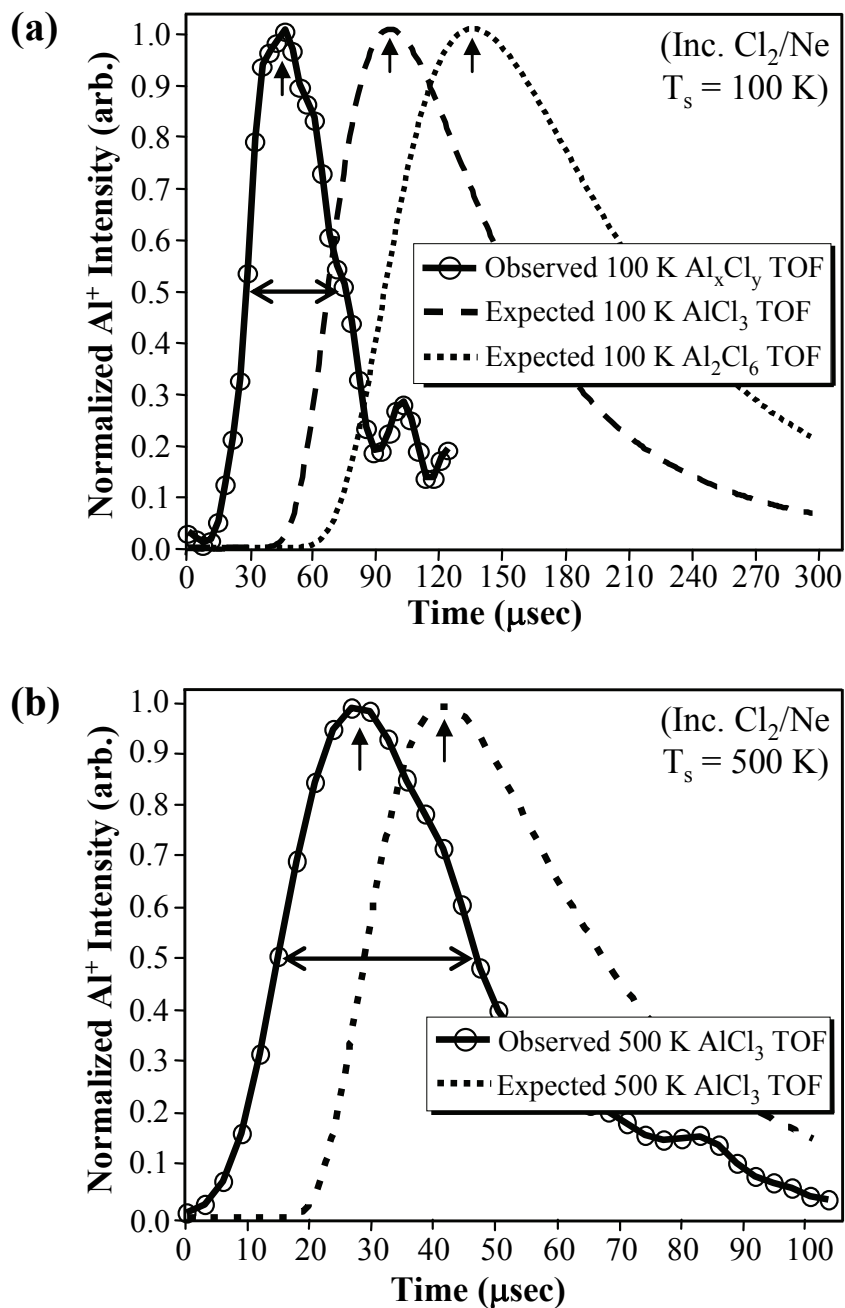 (a)
Normalized Al⁺ Intensity (arb.)
1.0
0.9
0.8
0.7
0.6
0.5
0.4
0.3
0.2
0.1
0.0
(Inc. Cl₂/Ne
Tₛ = 100 K)
Observed 100 K AlₓClᵧ TOF
Expected 100 K AlCl₃ TOF
Expected 100 K Al₂Cl₆ TOF
0 30 60 90 120 150 180 210 240 270 300
Time (μsec)
(b)
Normalized Al⁺ Intensity (arb.)
1.0
0.9
0.8
0.7
0.6
0.5
0.4
0.3
0.2
0.1
0.0
(Inc. Cl₂/Ne
Tₛ = 500 K)
Observed 500 K AlCl₃ TOF
Expected 500 K AlCl₃ TOF
0 10 20 30 40 50 60 70 80 90 100
Time (μsec)